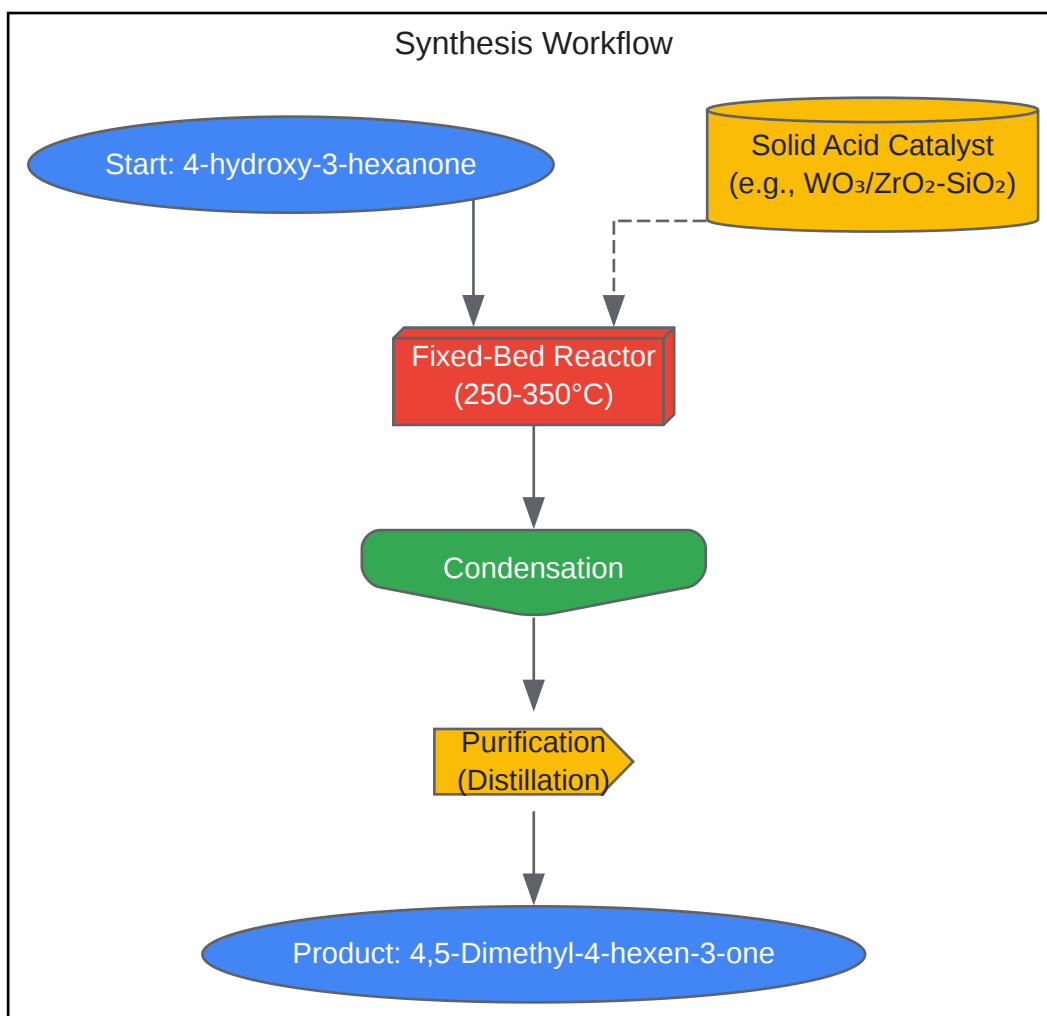 Synthesis Workflow
Start: 4-hydroxy-3-hexanone
Solid Acid Catalyst
(e.g., WO₃/ZrO₂-SiO₂)
Fixed-Bed Reactor
(250-350°C)
Condensation
Purification
(Distillation)
Product: 4,5-Dimethyl-4-hexen-3-one